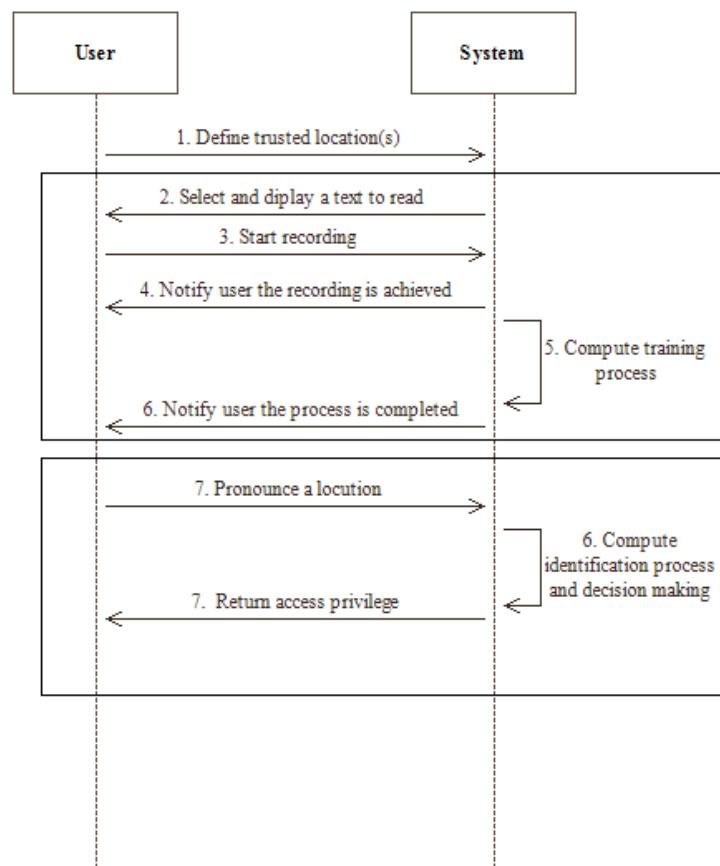 User
System
1. Define trusted location(s)
2. Select and diplay a text to read
3. Start recording
4. Notify user the recording is achieved
5. Compute training
process
6. Notify user the process is completed
7. Pronounce a locution
6. Compute
identification process
and decision making
7. Return access privilege